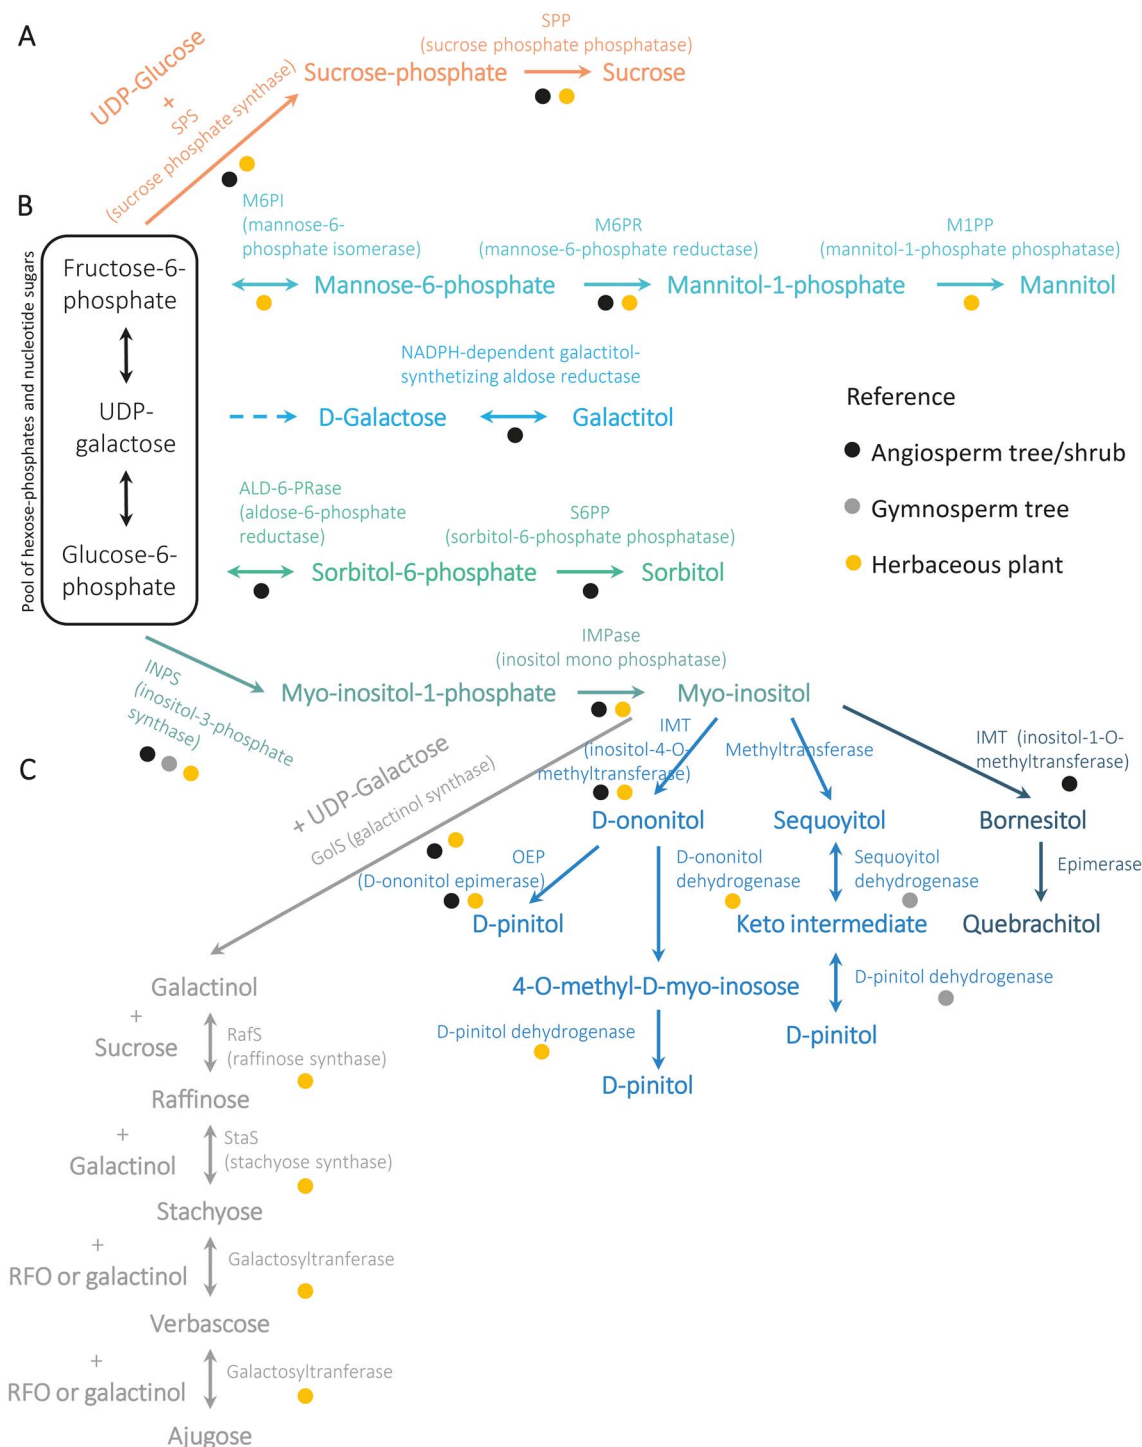 A
UDP-Glucose
+
SPS
(sucrose phosphate synthase)
Sucrose-phosphate
SPP
(sucrose phosphate phosphatase)
Sucrose
B
Pool of hexose-phosphates and nucleotide sugars
Fructose-6-
phosphate
UDP-
galactose
Glucose-6-
phosphate
M6PI
(mannose-6-
phosphate isomerase)
Mannose-6-phosphate
M6PR
(mannose-6-phosphate reductase)
Mannitol-1-phosphate
M1PP
(mannitol-1-phosphate phosphatase)
Mannitol
NADPH-dependent galactitol-
synthetizing aldose reductase
D-Galactose
Galactitol
ALD-6-PRase
(aldose-6-phosphate
reductase)
Sorbitol-6-phosphate
S6PP
(sorbitol-6-phosphate phosphatase)
Sorbitol
Reference
Angiosperm tree/shrub
Gymnosperm tree
Herbaceous plant
INPS
(inositol-3-phosphate
synthase)
Myo-inositol-1-phosphate
IMPase
(inositol mono phosphatase)
Myo-inositol
C
+ UDP-Galactose
GolS (galactinol synthase)
IMT
(inositol-4-O-
methyltransferase)
D-ononitol
Methyltransferase
Sequoyitol
IMT (inositol-1-O-
methyltransferase)
Bornesitol
OEP
(D-ononitol epimerase)
D-pinitol
D-ononitol
dehydrogenase
Sequoyitol
dehydrogenase
Epimerase
Keto intermediate
Quebrachitol
4-O-methyl-D-myo-inosose
D-pinitol dehydrogenase
D-pinitol
D-pinitol dehydrogenase
D-pinitol
Galactinol
+
Sucrose
RafS
(raffinose synthase)
Raffinose
+
Galactinol
StaS
(stachyose synthase)
Stachyose
+
RFO or galactinol
Galactosyltranferase
Verbascose
+
RFO or galactinol
Galactosyltranferase
Ajugose